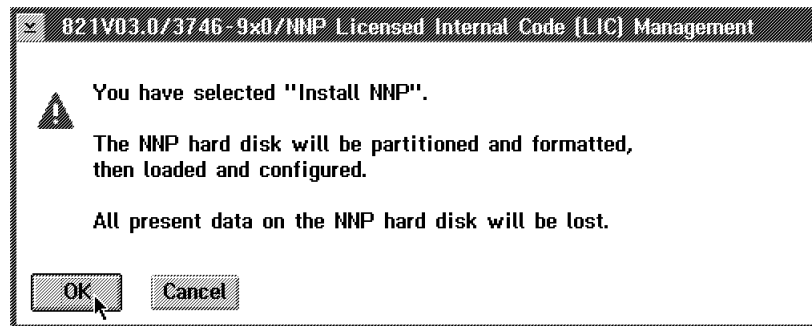 821V03.0/3746-9x0/NNP Licensed Internal Code (LIC) Management
You have selected "Install NNP".
The NNP hard disk will be partitioned and formatted,
then loaded and configured.
All present data on the NNP hard disk will be lost.
OK Cancel